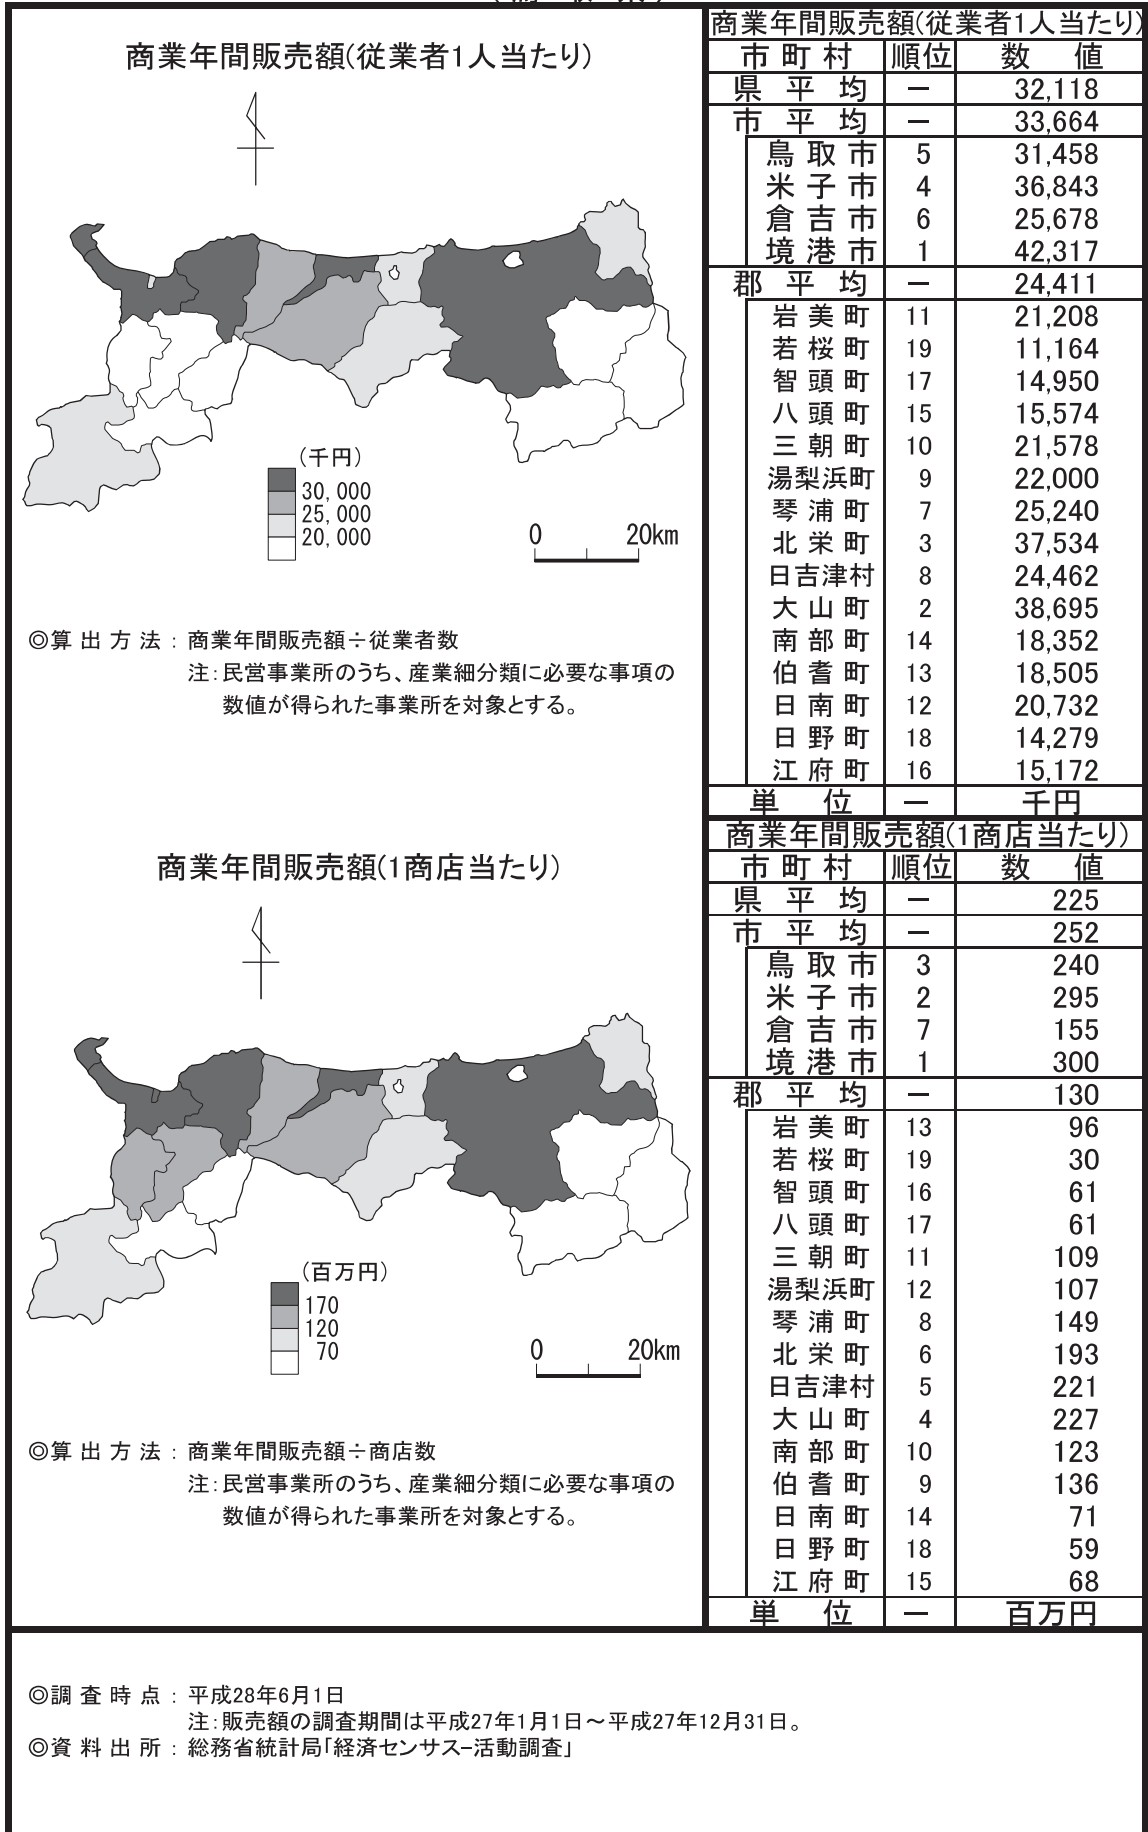 商業年間販売額(従業者1人当たり)
(千円)
30,000
25,000
20,000
0 20km
◎算出方法：商業年間販売額÷従業者数
注：民営事業所のうち、産業細分類に必要な事項の
数値が得られた事業所を対象とする。
商業年間販売額(従業者1人当たり)
市町村 順位 数値
県平均 － 32,118
市平均 － 33,664
鳥取市 5 31,458
米子市 4 36,843
倉吉市 6 25,678
境港市 1 42,317
郡平均 － 24,411
岩美町 11 21,208
若桜町 19 11,164
智頭町 17 14,950
八頭町 15 15,574
三朝町 10 21,578
湯梨浜町 9 22,000
琴浦町 7 25,240
北栄町 3 37,534
日吉津村 8 24,462
大山町 2 38,695
南部町 14 18,352
伯耆町 13 18,505
日南町 12 20,732
日野町 18 14,279
江府町 16 15,172
単位 － 千円
商業年間販売額(1商店当たり)
(百万円)
170
120
70
0 20km
◎算出方法：商業年間販売額÷商店数
注：民営事業所のうち、産業細分類に必要な事項の
数値が得られた事業所を対象とする。
商業年間販売額(1商店当たり)
市町村 順位 数値
県平均 － 225
市平均 － 252
鳥取市 3 240
米子市 2 295
倉吉市 7 155
境港市 1 300
郡平均 － 130
岩美町 13 96
若桜町 19 30
智頭町 16 61
八頭町 17 61
三朝町 11 109
湯梨浜町 12 107
琴浦町 8 149
北栄町 6 193
日吉津村 5 221
大山町 4 227
南部町 10 123
伯耆町 9 136
日南町 14 71
日野町 18 59
江府町 15 68
単位 － 百万円
◎調査時点：平成28年6月1日
注：販売額の調査期間は平成27年1月1日～平成27年12月31日。
◎資料出所：総務省統計局「経済センサス-活動調査」